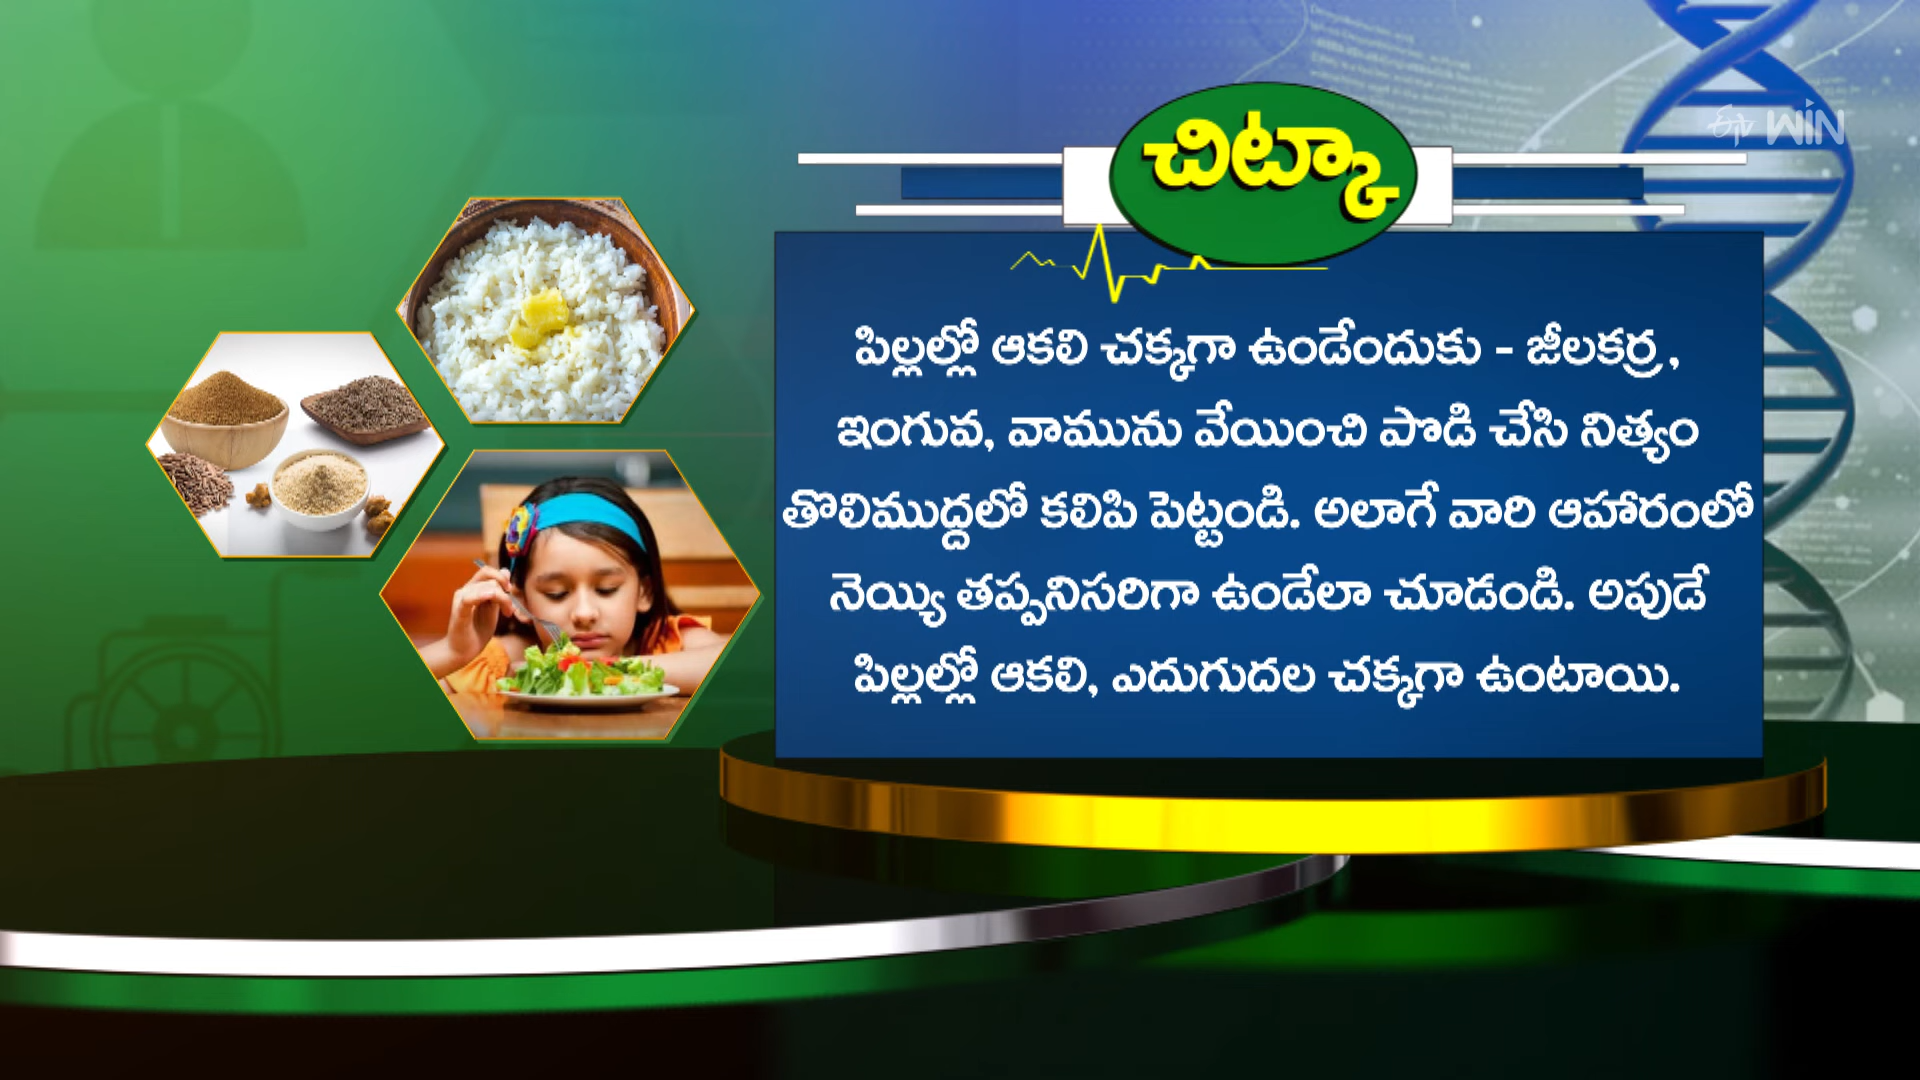 చిట్కా
ఈtv WIN
పిల్లల్లో ఆకలి చక్కగా ఉండేందుకు - జీలకర్ర,
ఇంగువ, వామును వేయించి పొడి చేసి నిత్యం
తొలిముద్దలో కలిపి పెట్టండి. అలాగే వారి ఆహారంలో
నెయ్యి తప్పనిసరిగా ఉండేలా చూడండి. అపుడే
పిల్లల్లో ఆకలి, ఎదుగుదల చక్కగా ఉంటాయి.